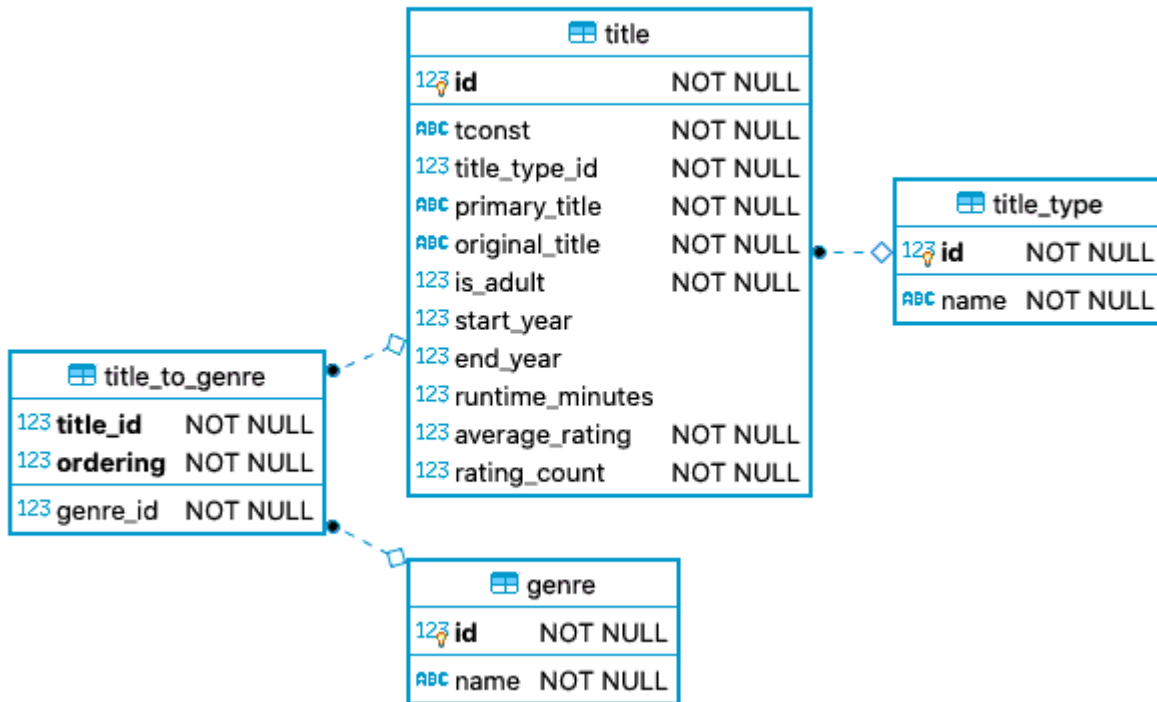 title
123 id NOT NULL
ABC tconst NOT NULL
123 title_type_id NOT NULL
ABC primary_title NOT NULL
ABC original_title NOT NULL
123 is_adult NOT NULL
123 start_year
123 end_year
123 runtime_minutes
123 average_rating NOT NULL
123 rating_count NOT NULL
title_type
123 id NOT NULL
ABC name NOT NULL
title_to_genre
123 title_id NOT NULL
123 ordering NOT NULL
123 genre_id NOT NULL
genre
123 id NOT NULL
ABC name NOT NULL